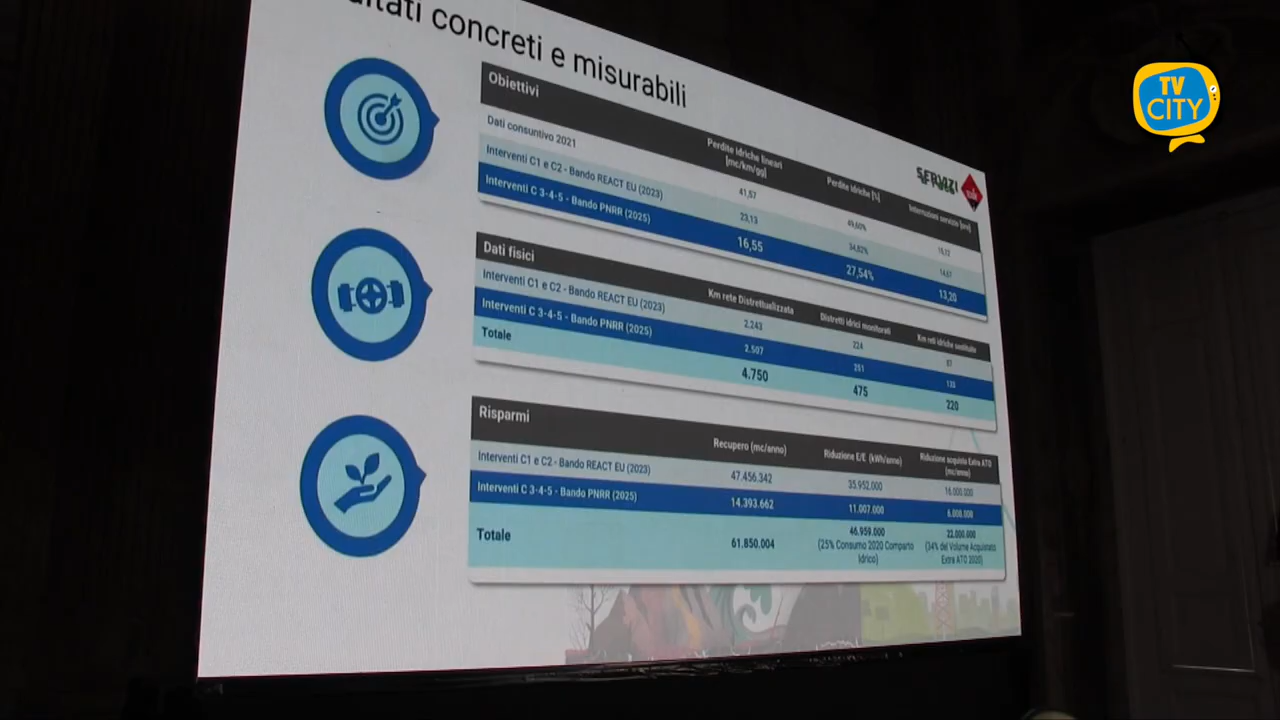 concreti e misurabili
TV
CITY
SERVIZI
Obiettivi
Perdite idriche lineari [mc/km/gg]
Perdite idriche [%]
Interruzioni servizio [ore]
Dati consuntivo 2021
41,57
49,60%
Interventi C1 e C2 - Bando REACT EU (2023)
23,13
34,82%
Interventi C 3-4-5 - Bando PNRR (2025)
16,55
27,54%
13,20
Dati fisici
Km rete Distrettualizzata
Distretti idrici monitorati
Km reti idriche sostituite
Interventi C1 e C2 - Bando REACT EU (2023)
2.243
224
87
Interventi C 3-4-5 - Bando PNRR (2025)
2.507
251
133
Totale
4.750
475
220
Risparmi
Recupero (mc/anno)
Riduzione E/E (kWh/anno)
Riduzione acquisto Extra ATO (mc/anno)
Interventi C1 e C2 - Bando REACT EU (2023)
47.456.342
35.952.000
16.000.000
Interventi C 3-4-5 - Bando PNRR (2025)
14.393.662
11.007.000
6.000.000
Totale
61.850.004
46.959.000
(25% Consumo 2020 Comparto Idrico)
22.000.000
(34% del Volume Acquistato Extra ATO 2020)